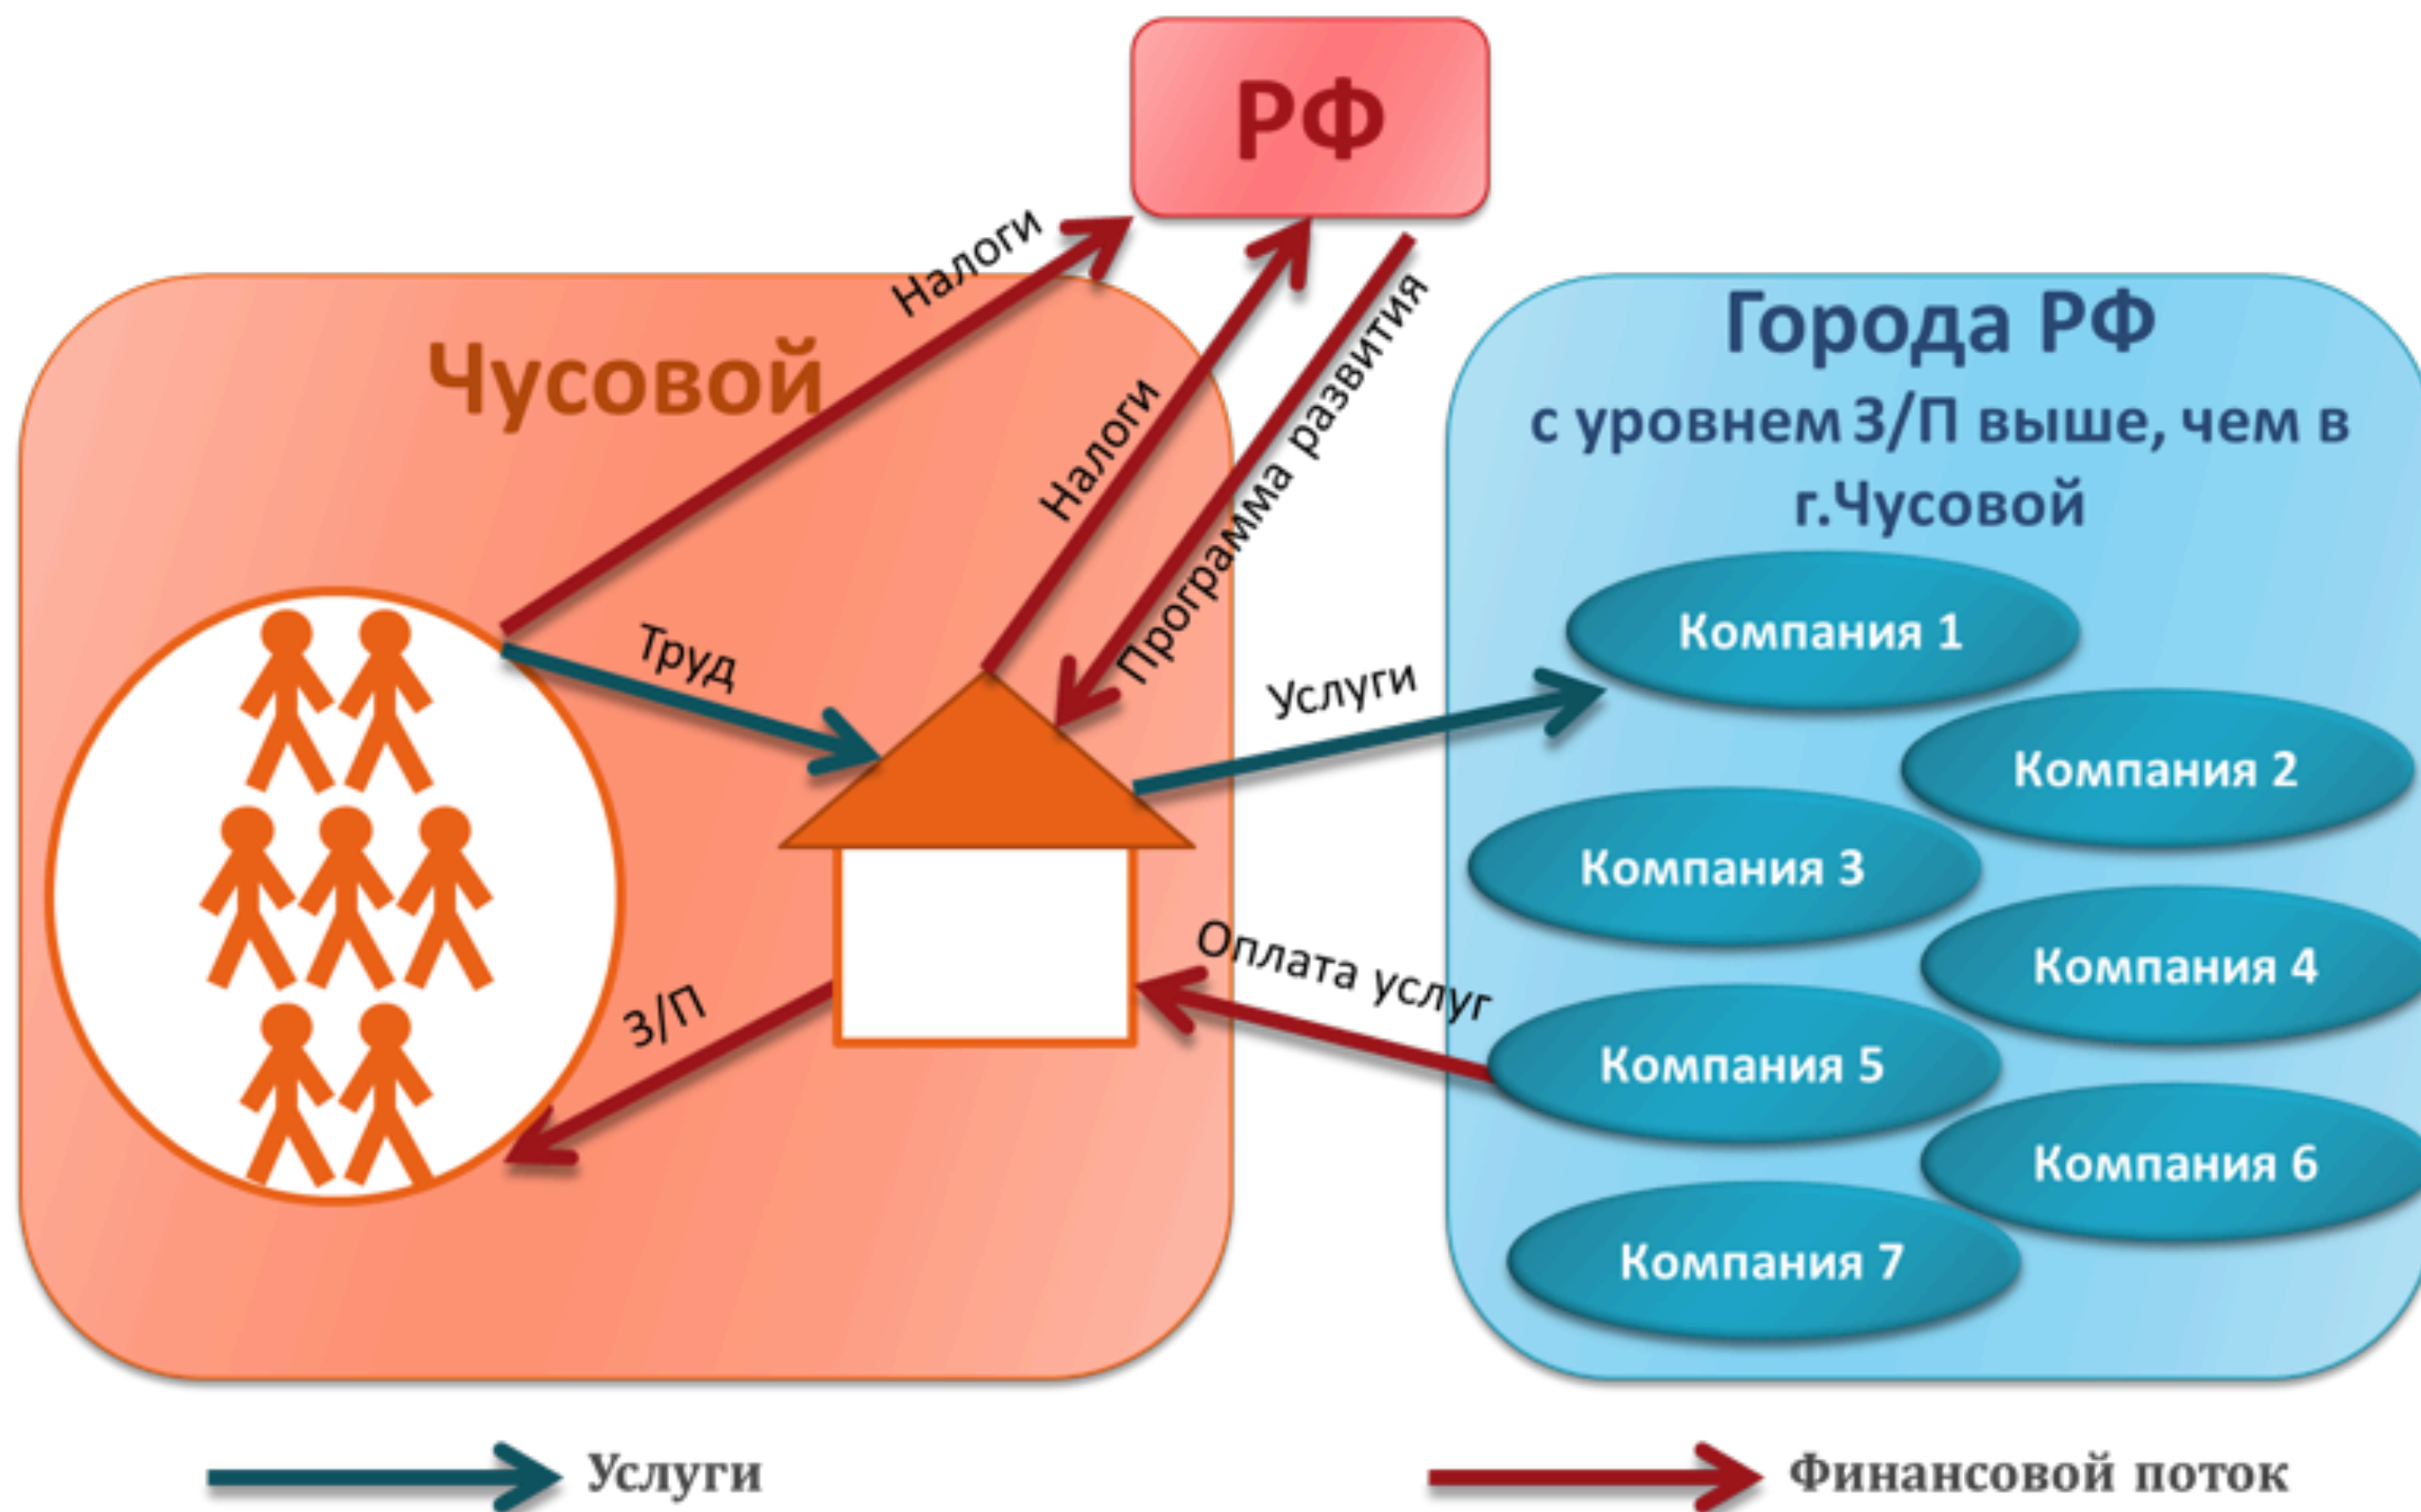 РФ
Налоги
Чусовой
Налоги
Программа развития
Города РФ
с уровнем З/П выше, чем в
г.Чусовой
Труд
Услуги
Компания 1
Компания 2
Компания 3
Оплата услуг
Компания 4
З/П
Компания 5
Компания 6
Компания 7
Услуги
Финансовой поток